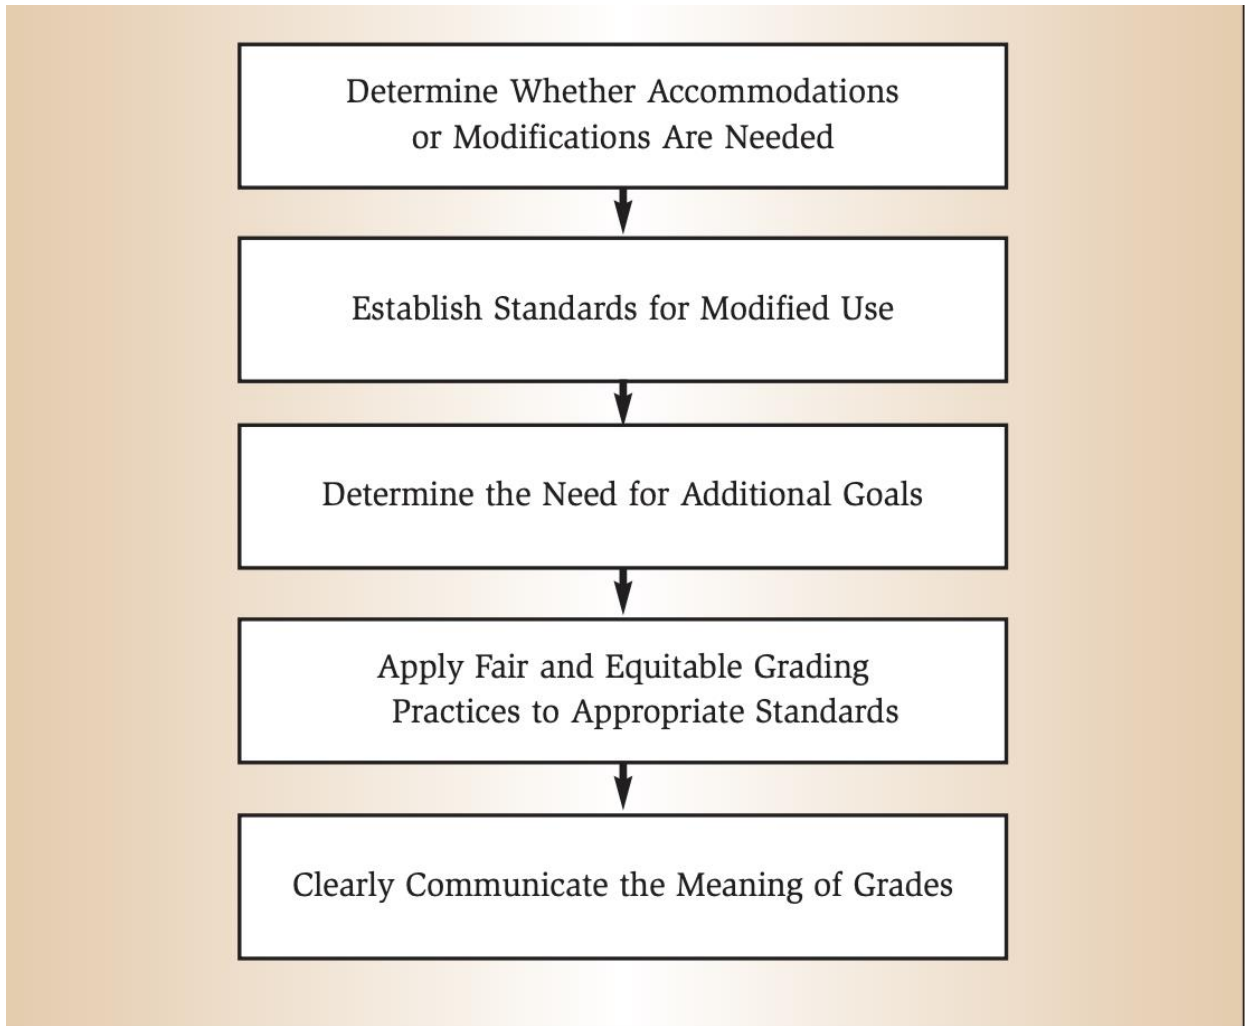 Determine Whether Accommodations
or Modifications Are Needed
Establish Standards for Modified Use
Determine the Need for Additional Goals
Apply Fair and Equitable Grading
Practices to Appropriate Standards
Clearly Communicate the Meaning of Grades